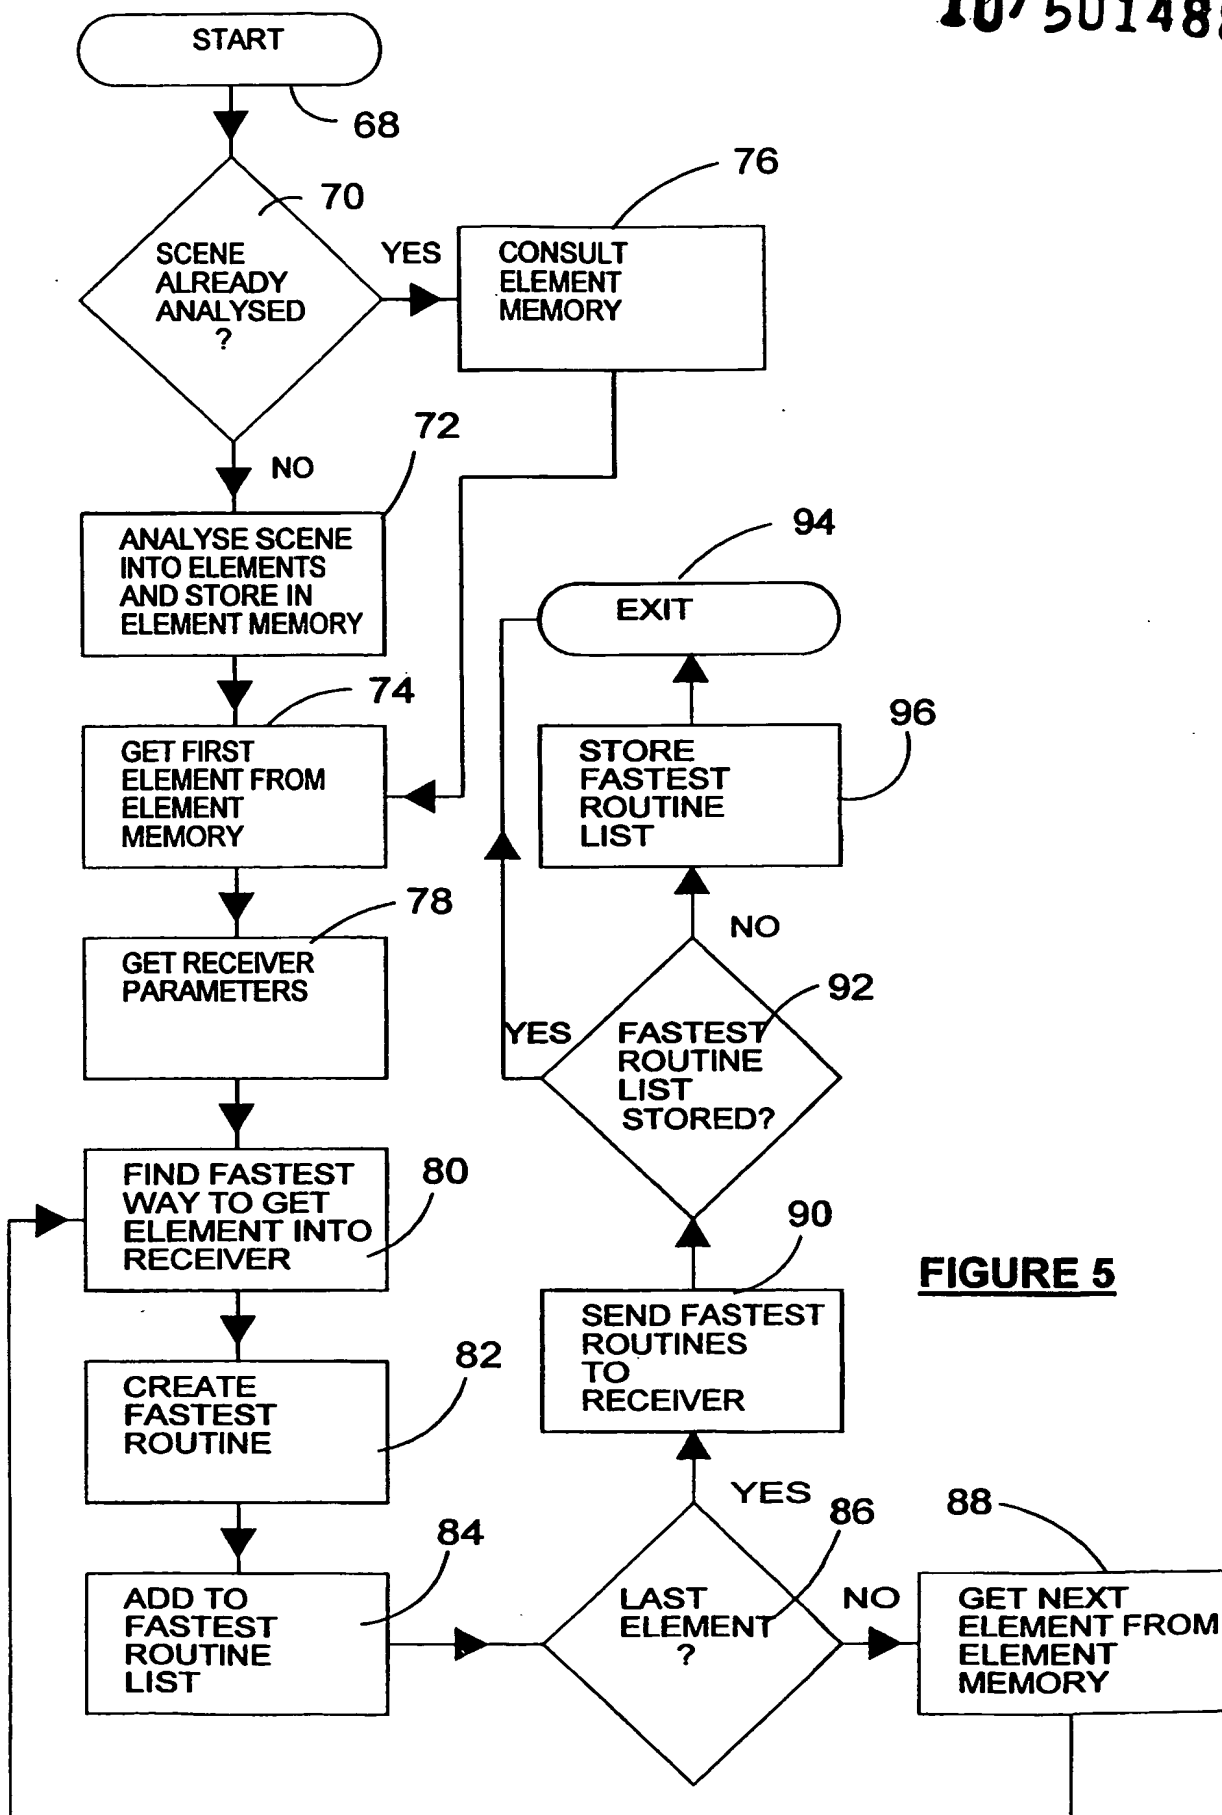 START
68
70
SCENE
ALREADY
ANALYSED
?
YES
76
CONSULT
ELEMENT
MEMORY
NO
72
ANALYSE SCENE
INTO ELEMENTS
AND STORE IN
ELEMENT MEMORY
74
GET FIRST
ELEMENT FROM
ELEMENT
MEMORY
78
GET RECEIVER
PARAMETERS
80
FIND FASTEST
WAY TO GET
ELEMENT INTO
RECEIVER
82
CREATE
FASTEST
ROUTINE
84
ADD TO
FASTEST
ROUTINE
LIST
86
LAST
ELEMENT
?
NO
88
GET NEXT
ELEMENT FROM
ELEMENT
MEMORY
YES
90
SEND FASTEST
ROUTINES
TO
RECEIVER
92
FASTEST
ROUTINE
LIST
STORED?
YES
NO
96
STORE
FASTEST
ROUTINE
LIST
94
EXIT
FIGURE 5